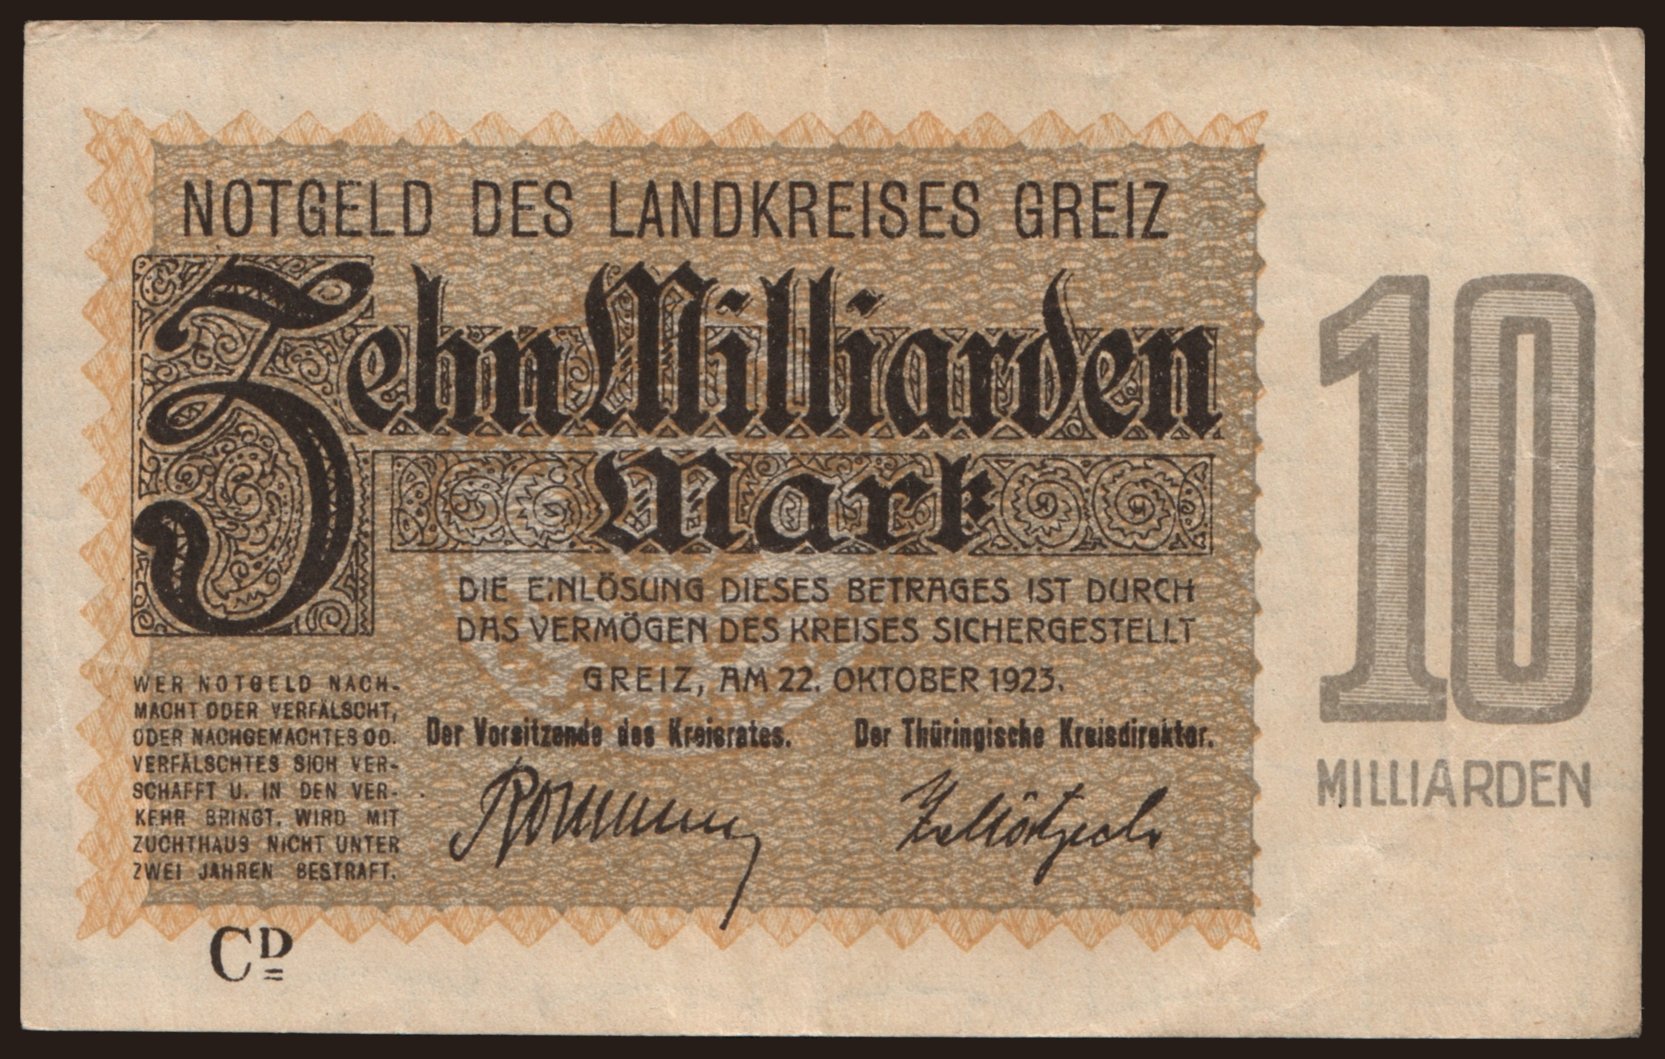 NOTGELD DES LANDKREISES GREIZ
Zehn Milliarden
Mark
DIE EINLÖSUNG DIESES BETRAGES IST DURCH
DAS VERMÖGEN DES KREISES SICHERGESTELLT
GREIZ, AM 22. OKTOBER 1923.
Der Vorsitzende des Kreisrates.
Der Thüringische Kreisdirektor.
WER NOTGELD NACH-
MACHT ODER VERFÄLSCHT,
ODER NACHGEMACHTES OD.
VERFÄLSCHTES SICH VER-
SCHAFFT U. IN DEN VER-
KEHR BRINGT, WIRD MIT
ZUCHTHAUS NICHT UNTER
ZWEI JAHREN BESTRAFT.
CD
10
MILLIARDEN